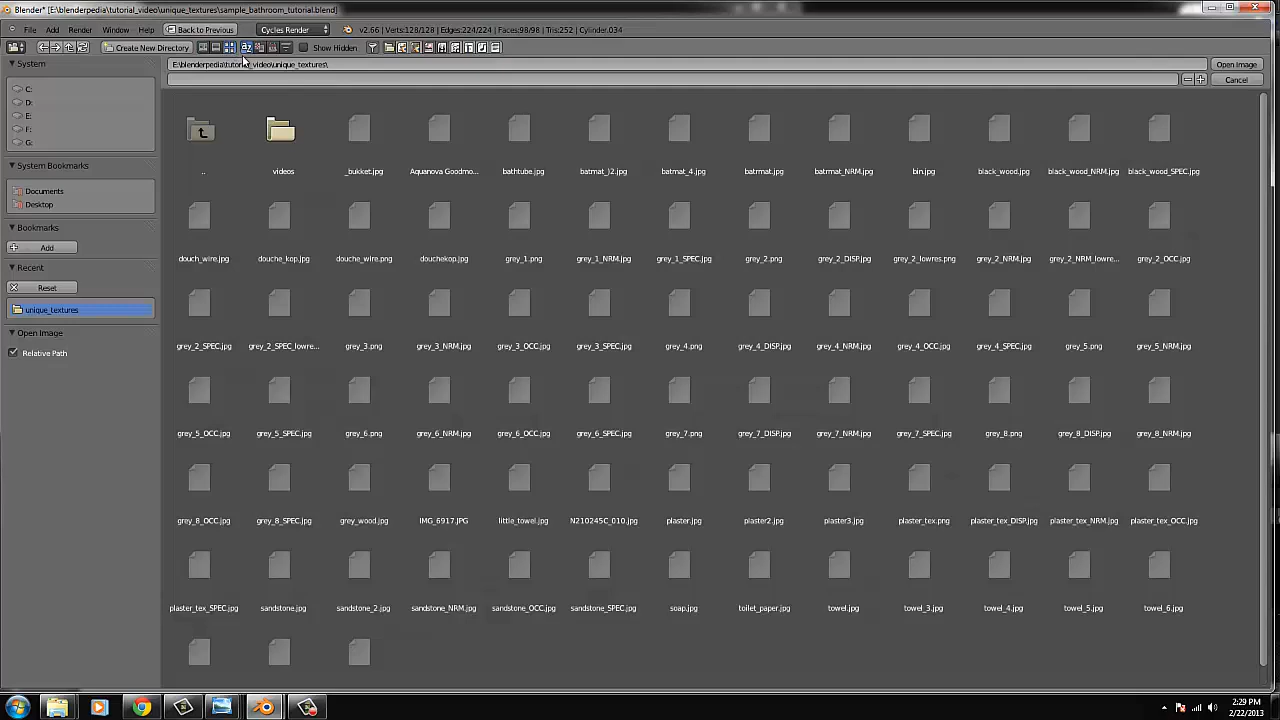 Blender* [E:\blenderpedia\tutorial_video\unique_textures\sample_bathroom_tutorial.blend]
File Add Render Window Help Back to Previous Cycles Render v2.66 | Verts:128/128 | Edges:224/224 | Faces:98/98 | Tris:252 | Cylinder.034
Create New Directory Show Hidden
System
E:\blenderpedia\tutorial_video\unique_textures\ Open Image
Cancel
C:
D:
E:
F:
G:
System Bookmarks
Documents
Desktop
Bookmarks
Add
Recent
Reset
unique_textures
Open Image
Relative Path
.. videos _bukket.jpg Aquanova Goodmo... bathtube.jpg batmat_)2.jpg batmat_4.jpg batrmat.jpg batrmat_NRM.jpg bin.jpg black_wood.jpg black_wood_NRM.jpg black_wood_SPEC.jpg
douch_wire.jpg douche_kop.jpg douche_wire.png douchekop.jpg grey_1.png grey_1_NRM.jpg grey_1_SPEC.jpg grey_2.png grey_2_DISP.jpg grey_2_lowres.png grey_2_NRM.jpg grey_2_NRM_lowre... grey_2_OCC.jpg
grey_2_SPEC.jpg grey_2_SPEC_lowre... grey_3.png grey_3_NRM.jpg grey_3_OCC.jpg grey_3_SPEC.jpg grey_4.png grey_4_DISP.jpg grey_4_NRM.jpg grey_4_OCC.jpg grey_4_SPEC.jpg grey_5.png grey_5_NRM.jpg
grey_5_OCC.jpg grey_5_SPEC.jpg grey_6.png grey_6_NRM.jpg grey_6_OCC.jpg grey_6_SPEC.jpg grey_7.png grey_7_DISP.jpg grey_7_NRM.jpg grey_7_SPEC.jpg grey_8.png grey_8_DISP.jpg grey_8_NRM.jpg
grey_8_OCC.jpg grey_8_SPEC.jpg grey_wood.jpg IMG_6917.JPG little_towel.jpg N210245C_010.jpg plaster.jpg plaster2.jpg plaster3.jpg plaster_tex.png plaster_tex_DISP.jpg plaster_tex_NRM.jpg plaster_tex_OCC.jpg
plaster_tex_SPEC.jpg sandstone.jpg sandstone_2.jpg sandstone_NRM.jpg sandstone_OCC.jpg sandstone_SPEC.jpg soap.jpg toilet_paper.jpg towel.jpg towel_3.jpg towel_4.jpg towel_5.jpg towel_6.jpg
2:29 PM
2/22/2013